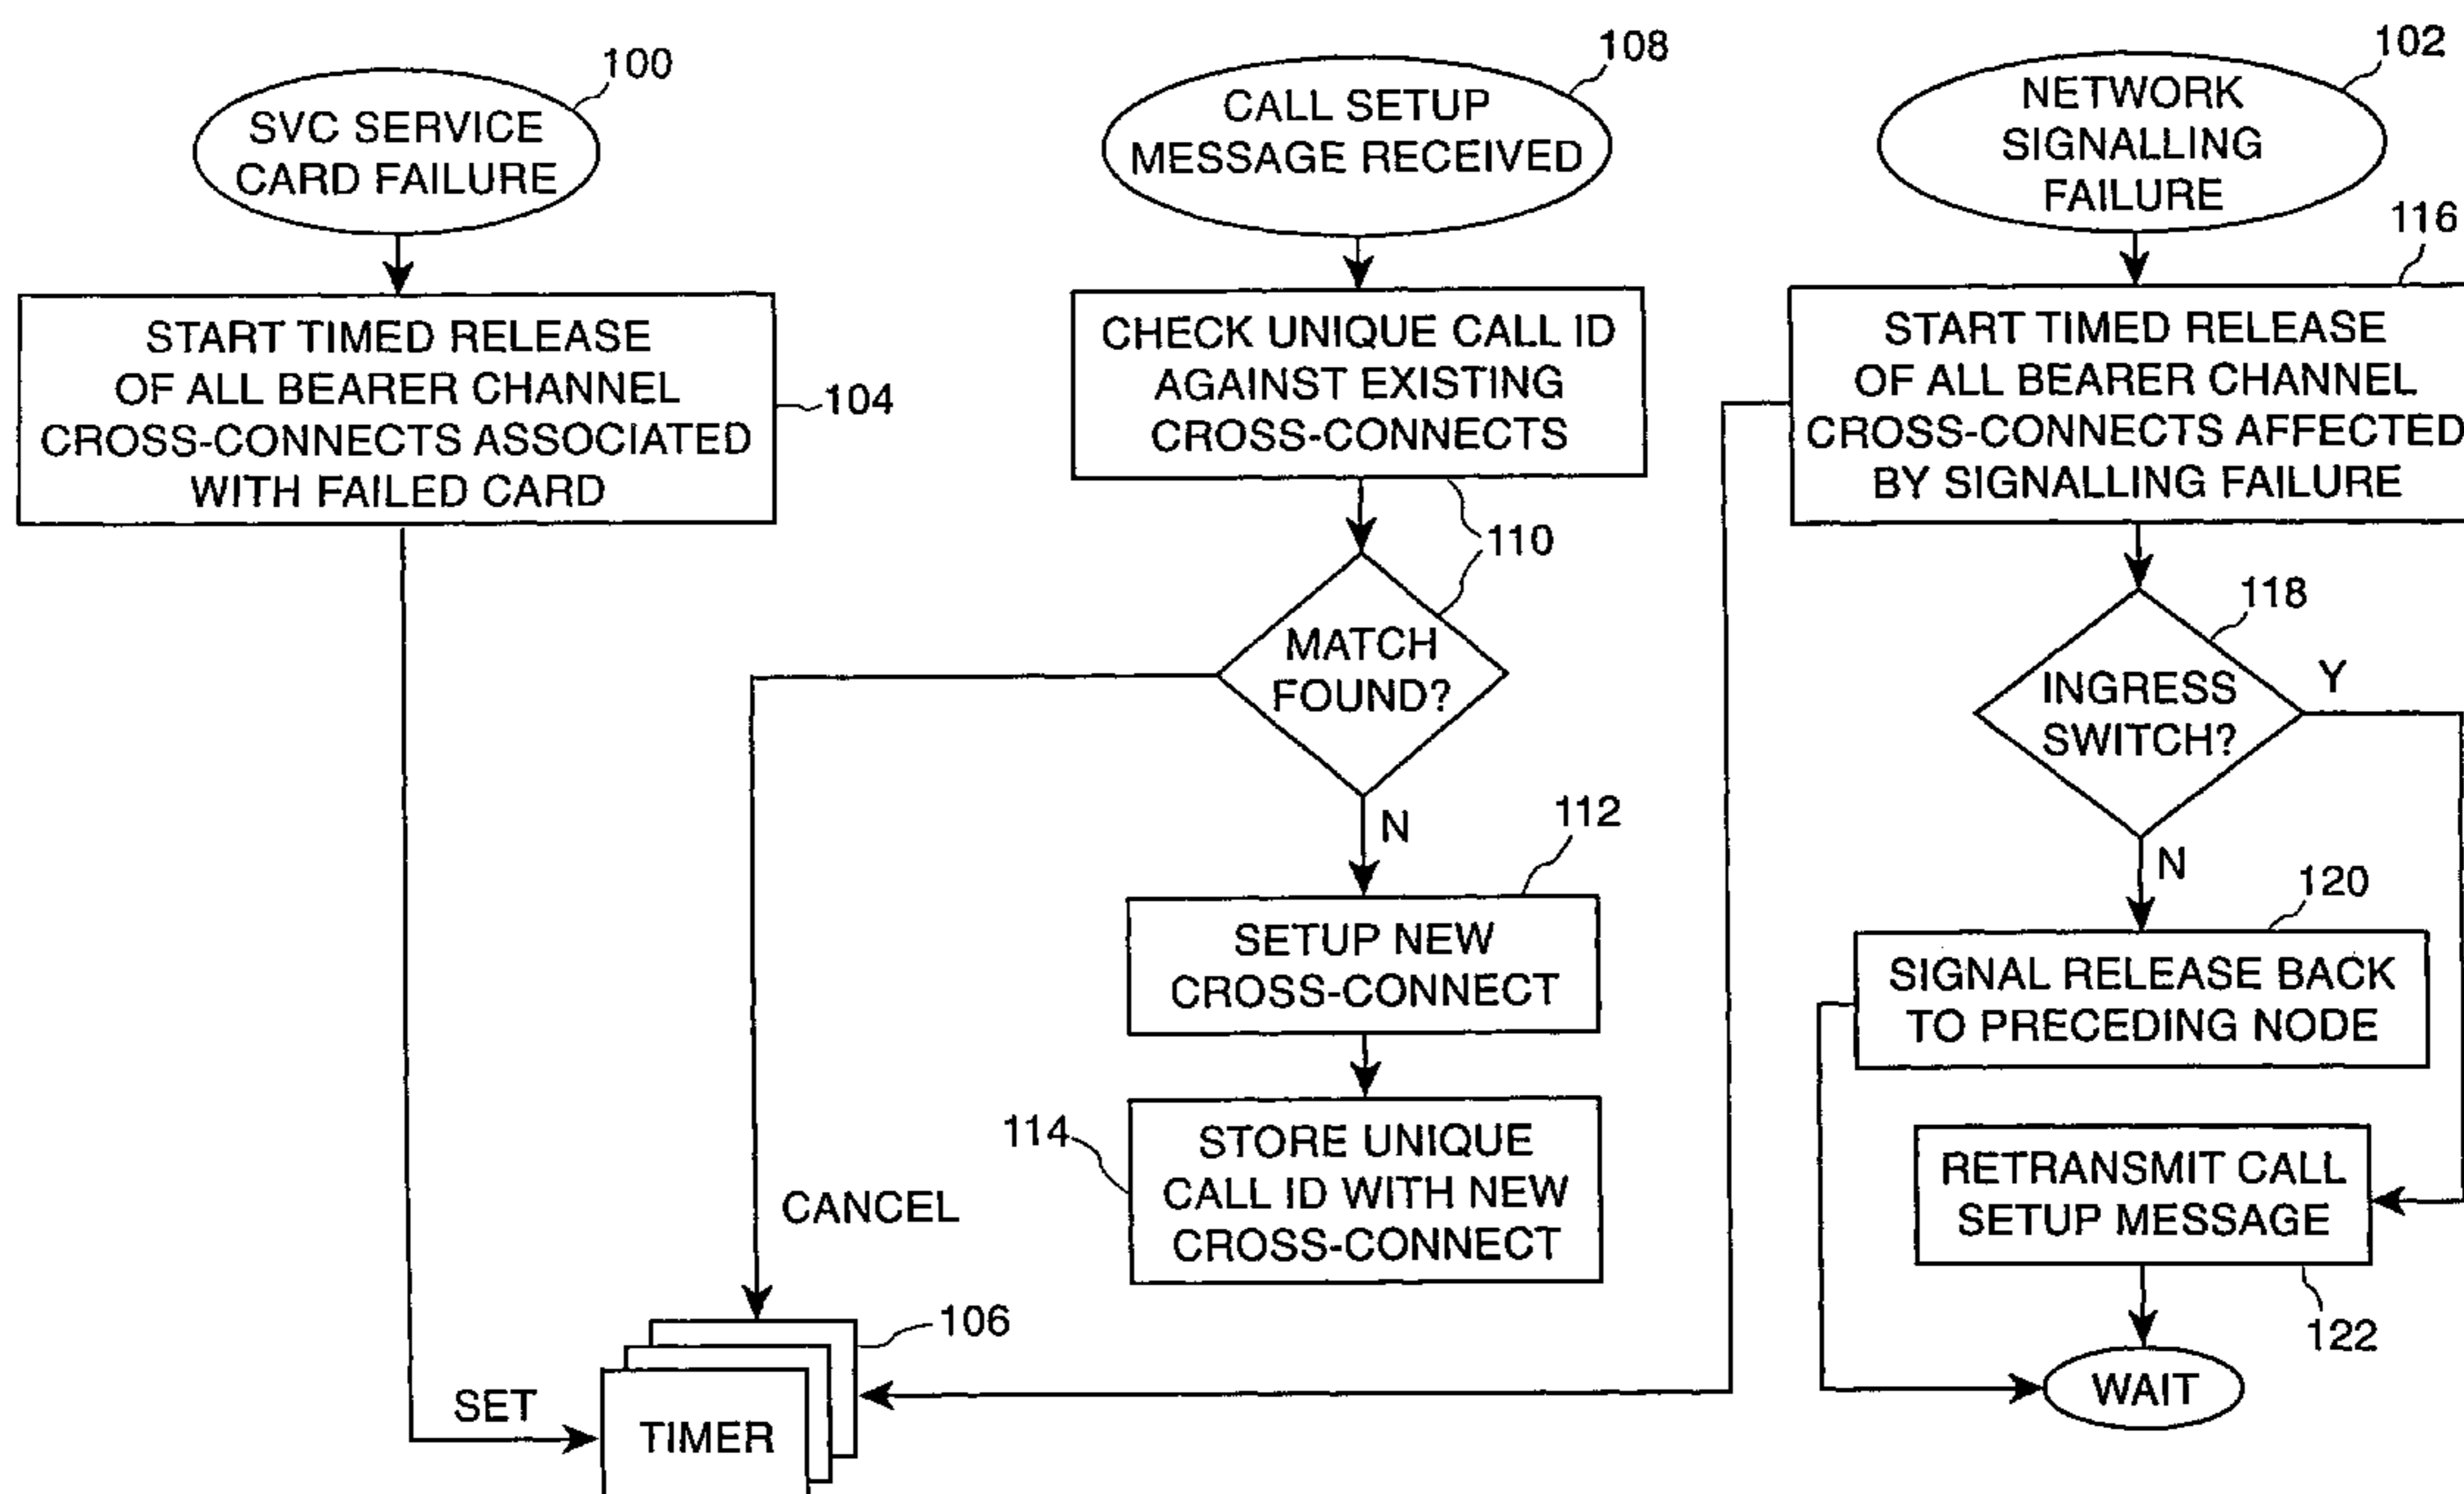 100
SVC SERVICE
CARD FAILURE
START TIMED RELEASE
OF ALL BEARER CHANNEL
CROSS-CONNECTS ASSOCIATED
WITH FAILED CARD
104
108
CALL SETUP
MESSAGE RECEIVED
CHECK UNIQUE CALL ID
AGAINST EXISTING
CROSS-CONNECTS
110
MATCH
FOUND?
N
112
SETUP NEW
CROSS-CONNECT
114
STORE UNIQUE
CALL ID WITH NEW
CROSS-CONNECT
CANCEL
106
SET
TIMER
102
NETWORK
SIGNALLING
FAILURE
116
START TIMED RELEASE
OF ALL BEARER CHANNEL
CROSS-CONNECTS AFFECTED
BY SIGNALLING FAILURE
118
INGRESS
SWITCH?
Y
N
120
SIGNAL RELEASE BACK
TO PRECEDING NODE
RETRANSMIT CALL
SETUP MESSAGE
122
WAIT